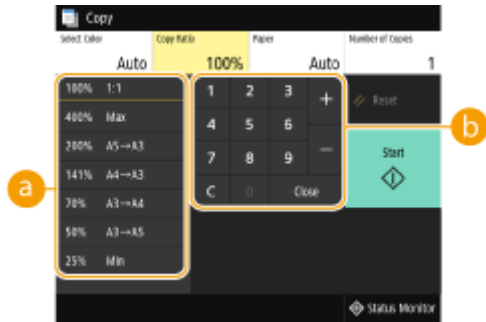 Copy
Select Color Copy Ratio Paper Number of Copies
Auto 100% Auto 1
100% 1:1
400% Max
200% A5→A3
141% A4→A3
70% A3→A4
50% A3→A5
25% Min
1 2 3 +
4 5 6
7 8 9 −
C 0 Close
Reset
Start
a
b
Status Monitor